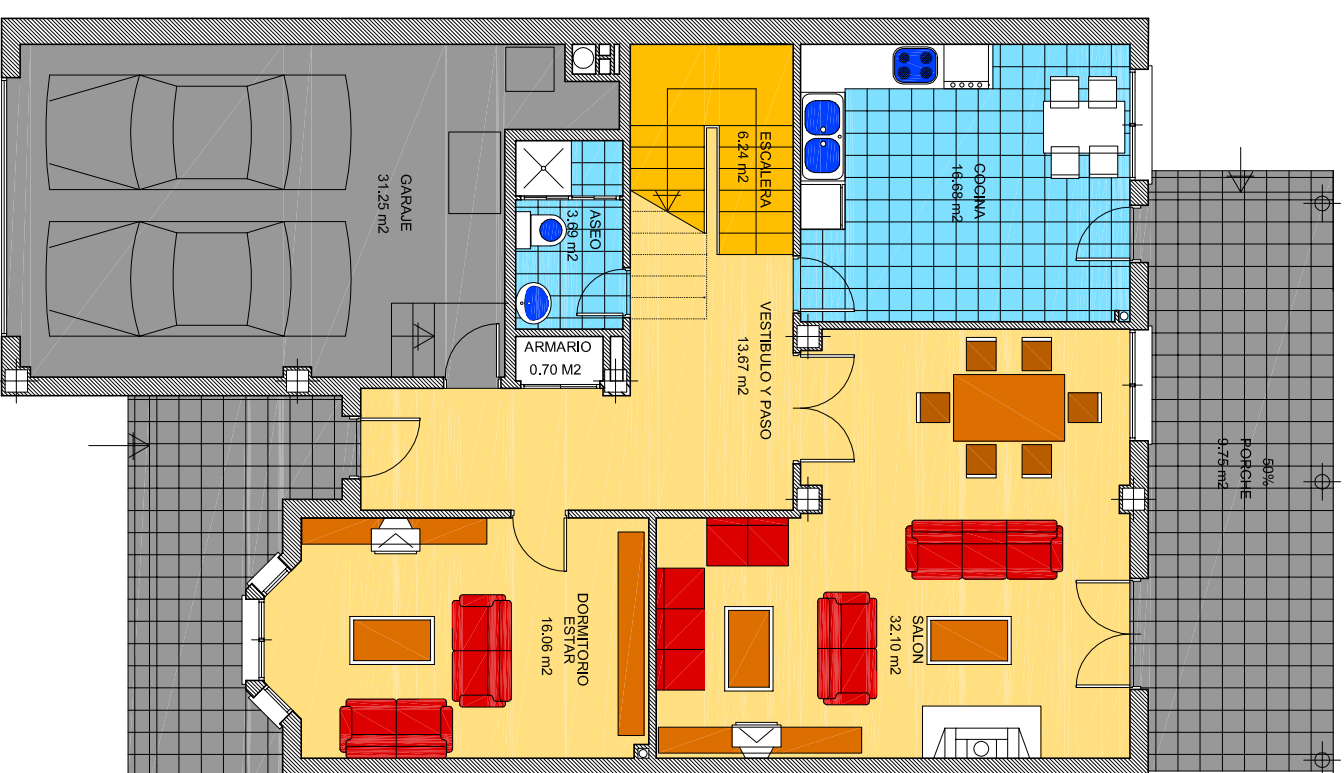 GARAJE
31.25 m2
ASEO
3.69 m2
ARMARIO
0.70 M2
ESCALERA
6.24 m2
VESTIBULO Y PASO
13.67 m2
COCINA
16.68 m2
50%
PORCHE
9.75 m2
DORMITORIO
ESTAR
16.06 m2
SALON
32.10 m2